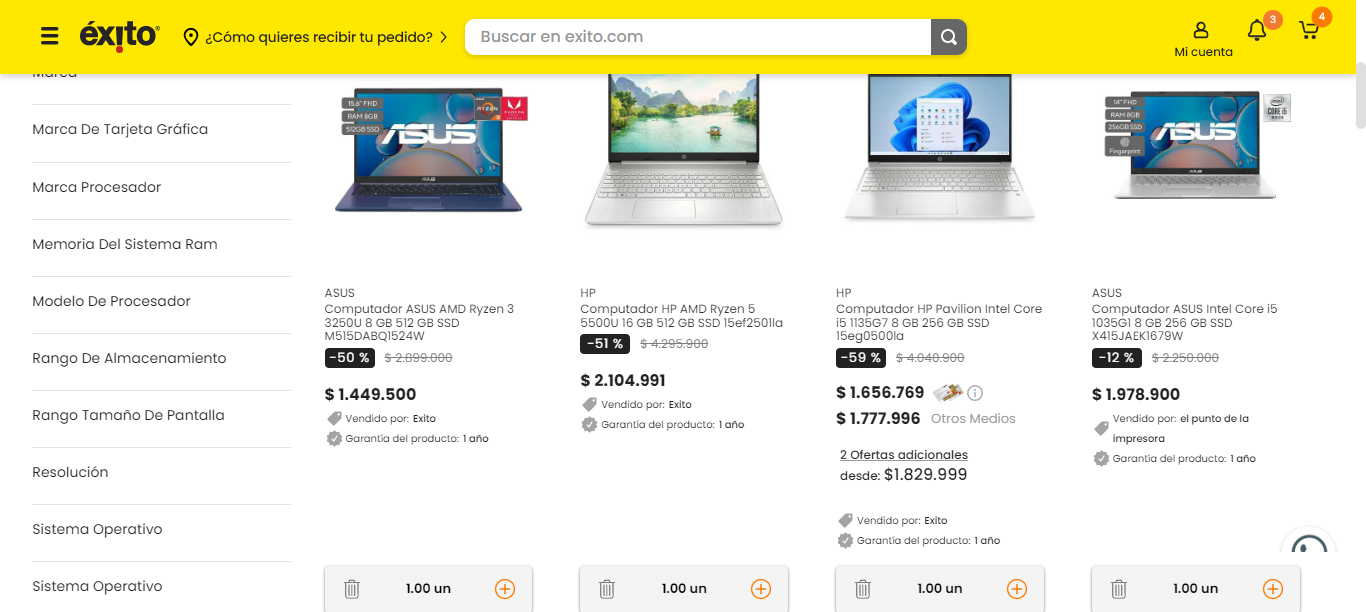 éxito
¿Cómo quieres recibir tu pedido?
Buscar en exito.com
Mi cuenta
3
4
Marca
Marca De Tarjeta Gráfica
Marca Procesador
Memoria Del Sistema Ram
Modelo De Procesador
Rango De Almacenamiento
Rango Tamaño De Pantalla
Resolución
Sistema Operativo
Sistema Operativo
15.6" FHD
RAM 8GB
512GB SSD
RYZEN
RADEON
ASUS
ASUS
ASUS
Computador ASUS AMD Ryzen 3
3250U 8 GB 512 GB SSD
M515DABQ1524W
-50 % $ 2.899.000
$ 1.449.500
Vendido por: Exito
Garantía del producto: 1 año
1.00 un
HP
Computador HP AMD Ryzen 5
5500U 16 GB 512 GB SSD 15ef2501la
-51 % $ 4.295.900
$ 2.104.991
Vendido por: Exito
Garantía del producto: 1 año
1.00 un
HP
Computador HP Pavilion Intel Core
i5 1135G7 8 GB 256 GB SSD
15eg0500la
-59 % $ 4.040.900
$ 1.656.769
$ 1.777.996 Otros Medios
2 Ofertas adicionales
desde: $1.829.999
Vendido por: Exito
Garantía del producto: 1 año
1.00 un
14" FHD
RAM 8GB
256GB SSD
Fingerprint
intel
CORE i5
ASUS
ASUS
ASUS
Computador ASUS Intel Core i5
1035G1 8 GB 256 GB SSD
X415JAEK1679W
-12 % $ 2.250.000
$ 1.978.900
Vendido por: el punto de la
impresora
Garantía del producto: 1 año
1.00 un